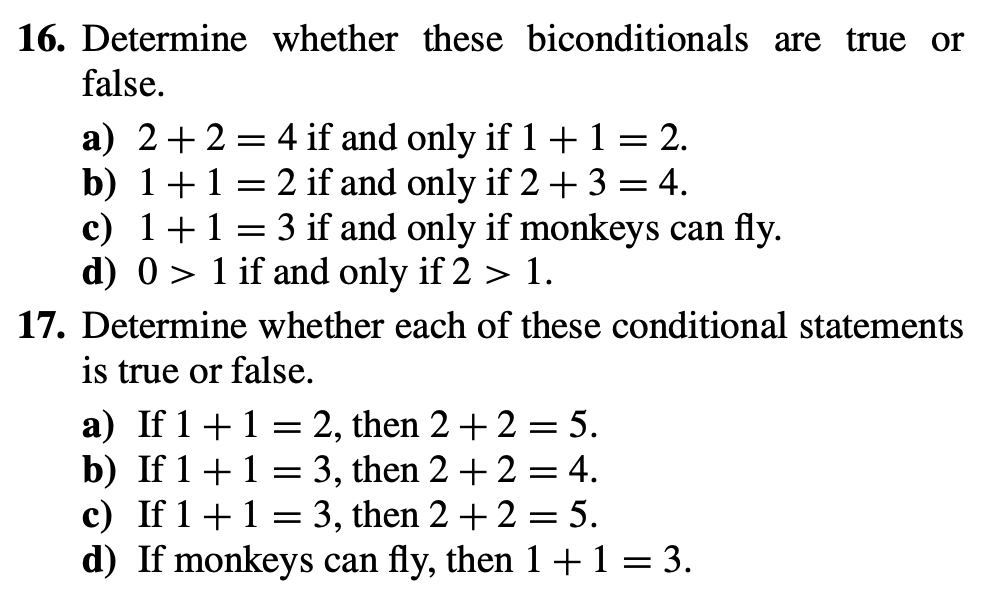 16. Determine whether these biconditionals are true or
false.
a) 2 + 2 = 4 if and only if 1 + 1 = 2.
b) 1 + 1 = 2 if and only if 2 + 3 = 4.
c) 1 + 1 = 3 if and only if monkeys can fly.
d) 0 > 1 if and only if 2 > 1.
17. Determine whether each of these conditional statements
is true or false.
a) If 1 + 1 = 2, then 2 + 2 = 5.
b) If 1 + 1 = 3, then 2 + 2 = 4.
c) If 1 + 1 = 3, then 2 + 2 = 5.
d) If monkeys can fly, then 1 + 1 = 3.